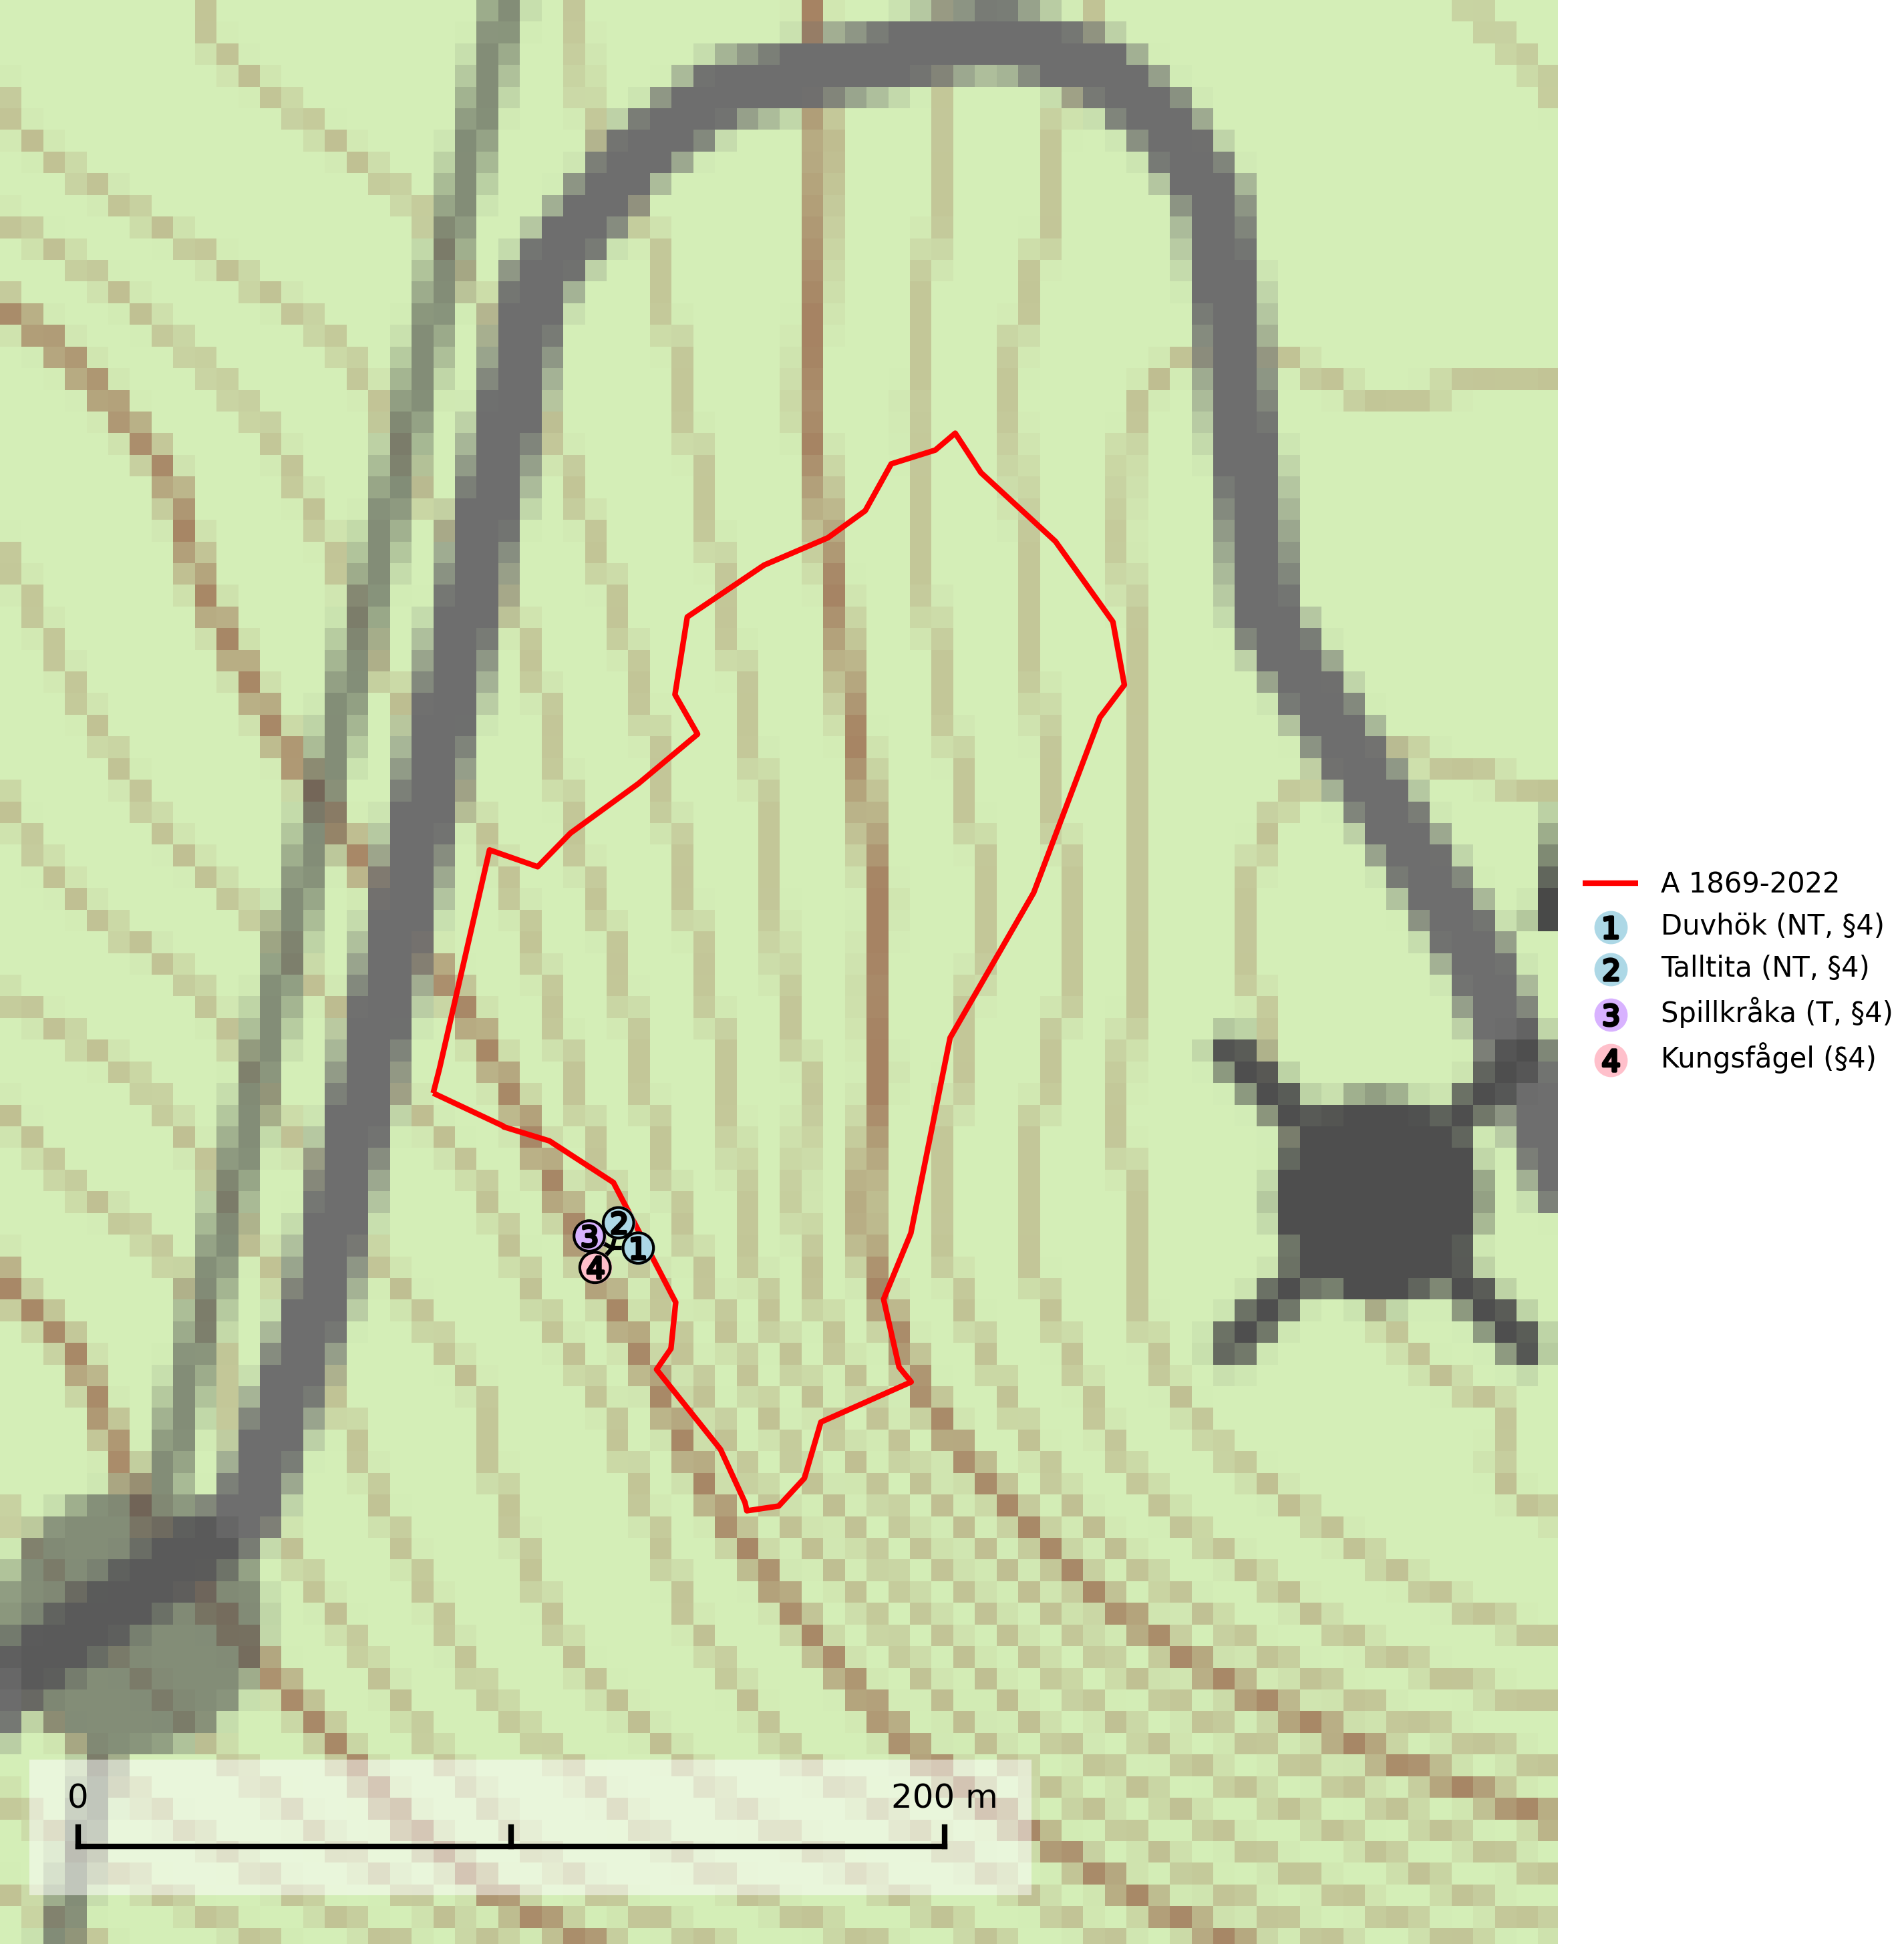 A 1869-2022
1 Duvhök (NT, §4)
2 Talltita (NT, §4)
3 Spillkråka (T, §4)
4 Kungsfågel (§4)
2
3
1
4
0 200 m